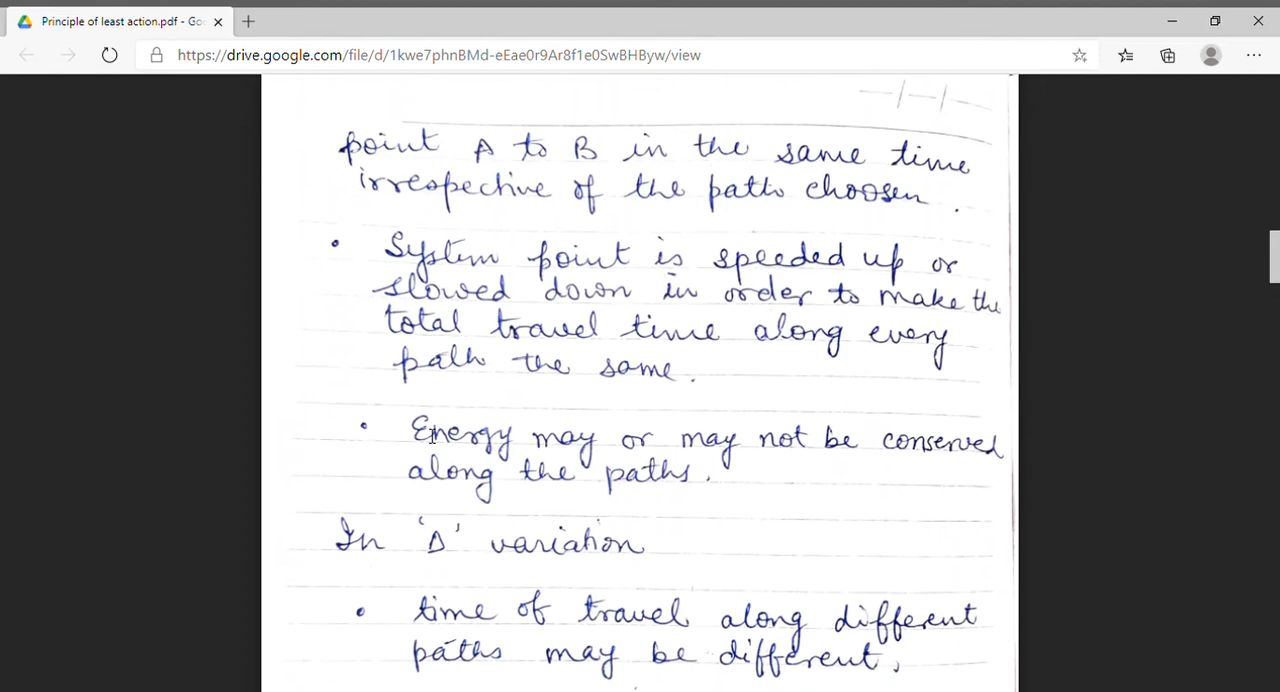 Principle of least action.pdf - Go
https://drive.google.com/file/d/1kwe7phnBMd-eEae0r9Ar8f1e0SwBHByw/view
point A to B in the same time
irrespective of the path choosen.
• System point is speeded up or
slowed down in order to make the
total travel time along every
path the same.
• Energy may or may not be conserved
along the paths.
In 'Δ' variation
• time of travel along different
paths may be different,